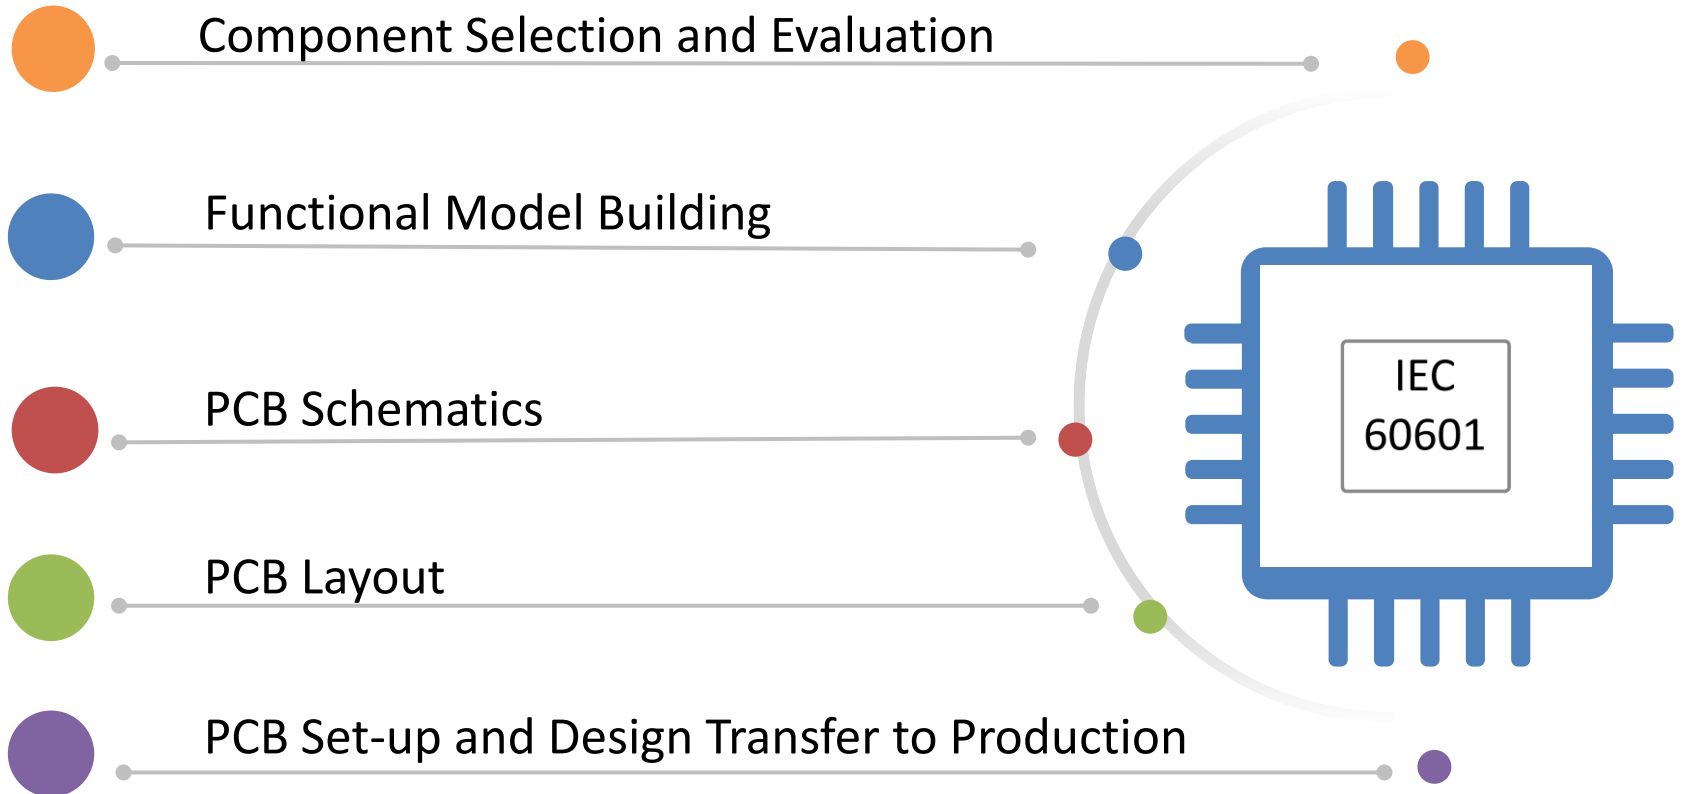 Component Selection and Evaluation
Functional Model Building
PCB Schematics
PCB Layout
PCB Set-up and Design Transfer to Production
IEC
60601